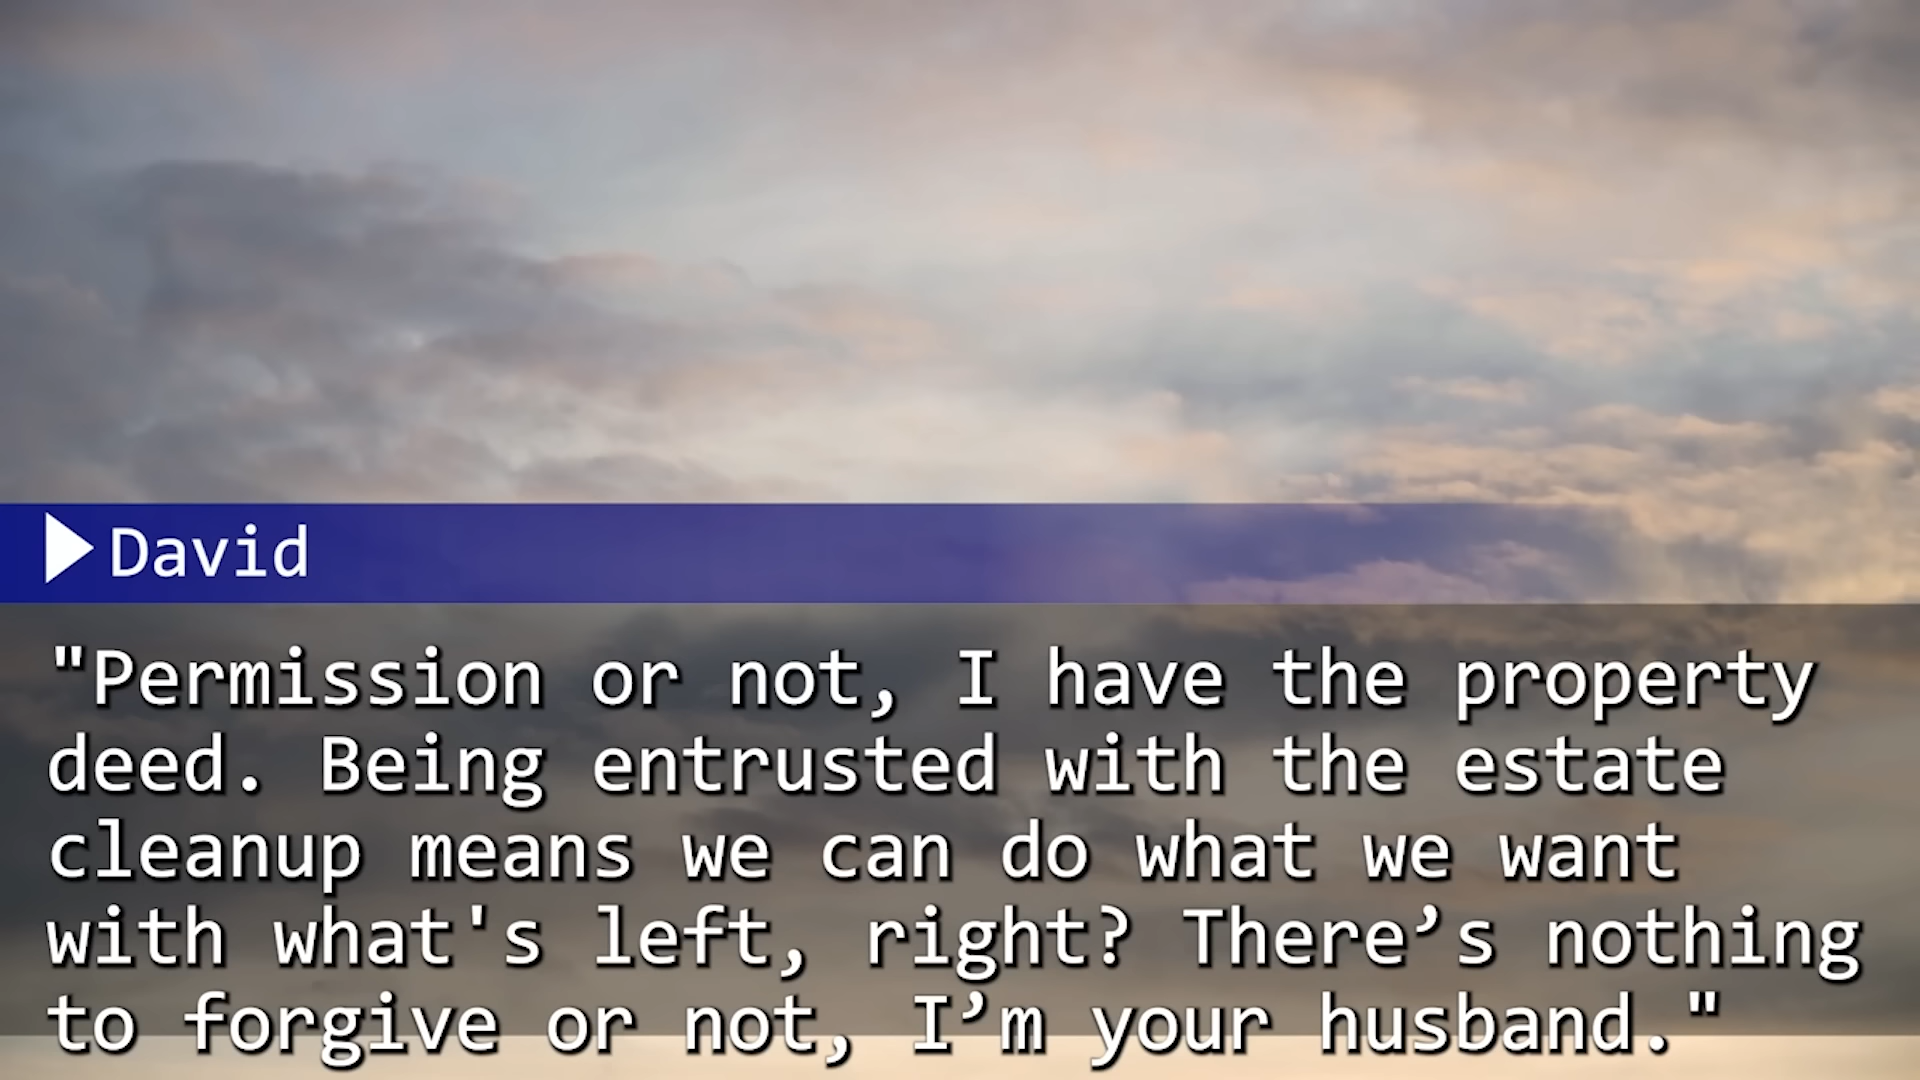 David
"Permission or not, I have the property
deed. Being entrusted with the estate
cleanup means we can do what we want
with what's left, right? There’s nothing
to forgive or not, I’m your husband."